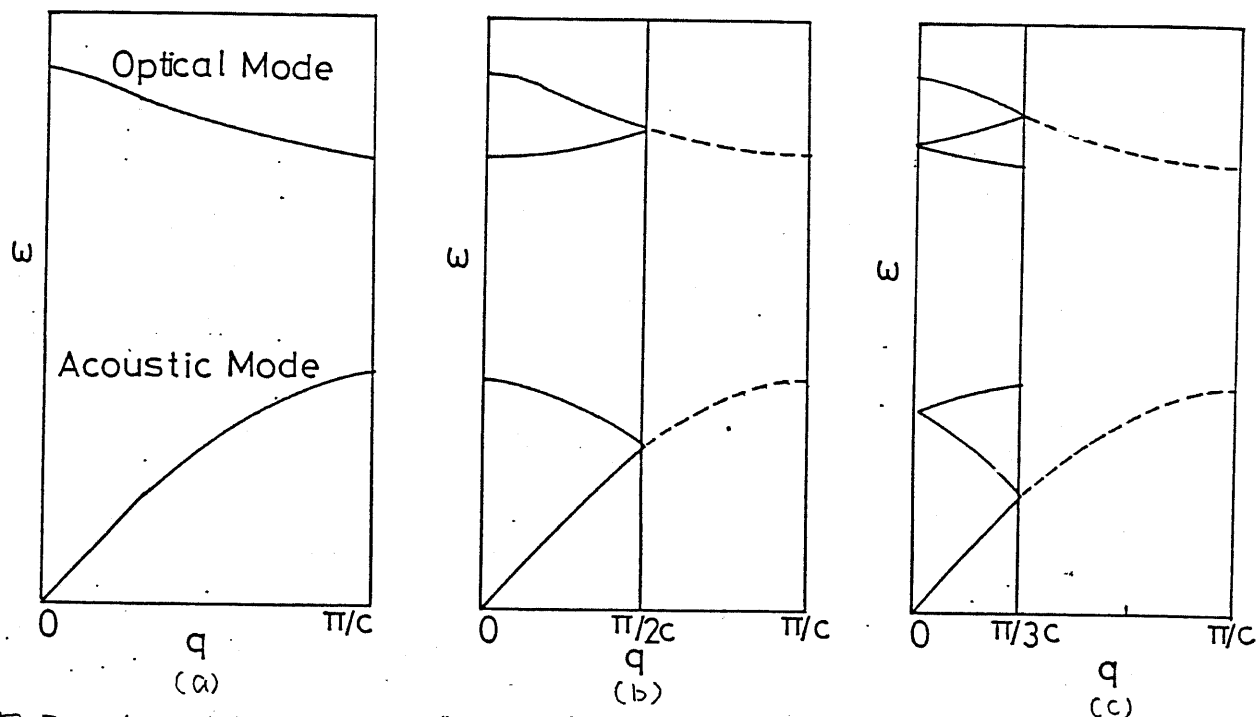 Optical Mode
Acoustic Mode
ω
0
π/c
q
(a)
ω
0
π/2c
π/c
q
(b)
ω
0
π/3c
π/c
q
(c)